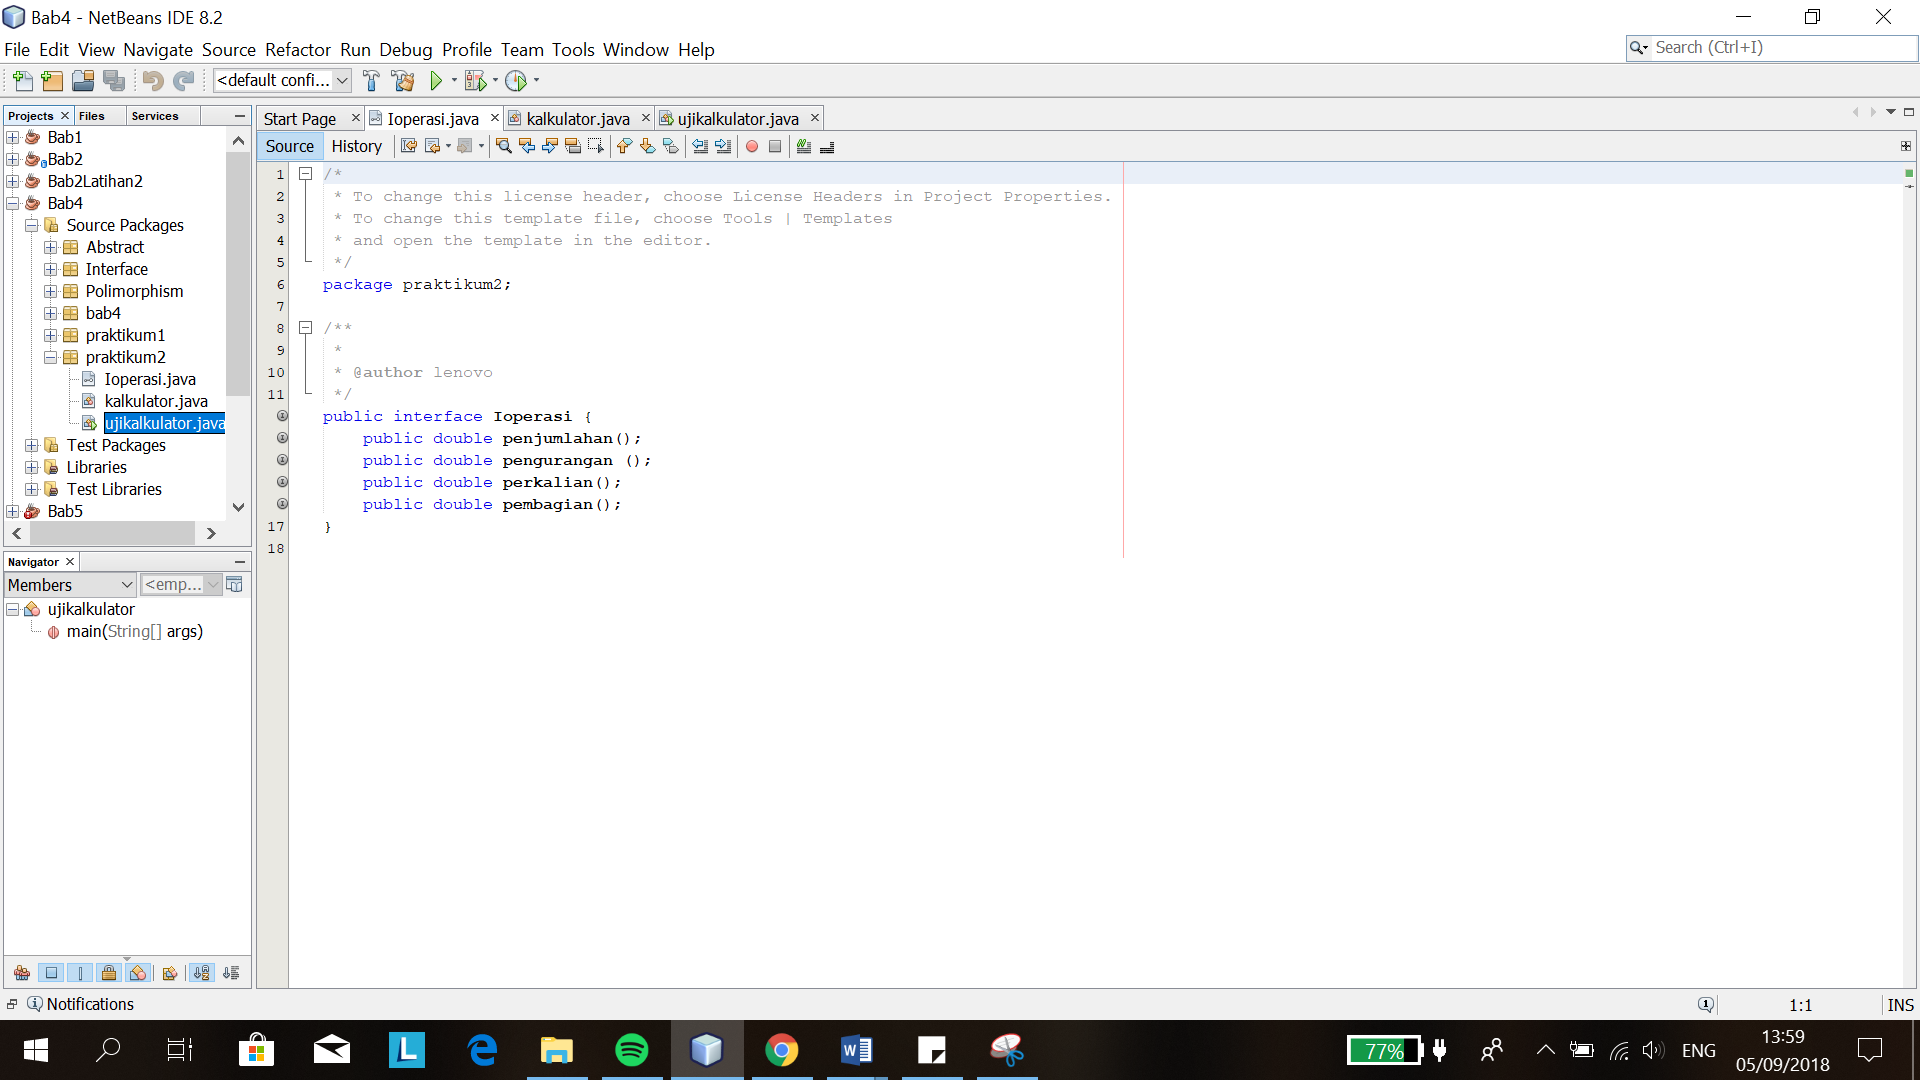 Bab4 - NetBeans IDE 8.2
File Edit View Navigate Source Refactor Run Debug Profile Team Tools Window Help
Search (Ctrl+I)
<default confi...
Projects Files Services
Bab1
Bab2
Bab2Latihan2
Bab4
Source Packages
Abstract
Interface
Polimorphism
bab4
praktikum1
praktikum2
Ioperasi.java
kalkulator.java
ujikalkulator.java
Test Packages
Libraries
Test Libraries
Bab5
Navigator
Members <emp...
ujikalkulator
main(String[] args)
Start Page Ioperasi.java kalkulator.java ujikalkulator.java
Source History
1 /*
2 * To change this license header, choose License Headers in Project Properties.
3 * To change this template file, choose Tools | Templates
4 * and open the template in the editor.
5 */
6 package praktikum2;
7
8 /**
9 *
10 * @author lenovo
11 */
public interface Ioperasi {
public double penjumlahan();
public double pengurangan ();
public double perkalian();
public double pembagian();
17 }
18
Notifications
1:1 INS
77%
ENG
13:59
05/09/2018